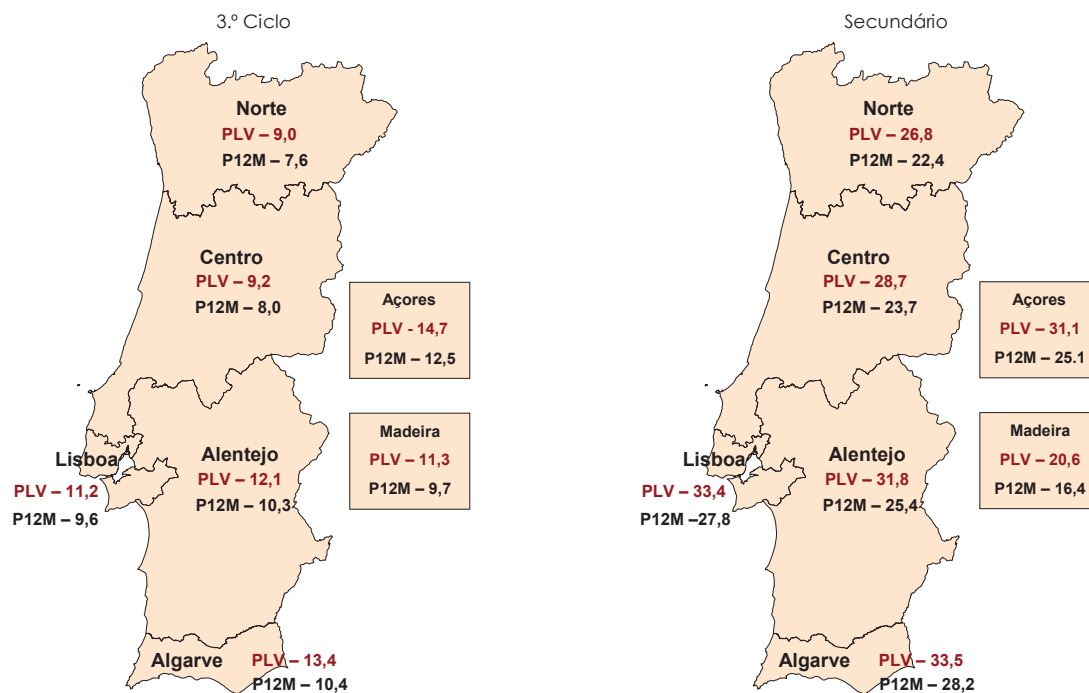 3.º Ciclo
Norte
PLV – 9,0
P12M – 7,6
Centro
PLV – 9,2
P12M – 8,0
Açores
PLV - 14,7
P12M – 12,5
Madeira
PLV – 11,3
P12M – 9,7
Lisboa
PLV – 11,2
P12M – 9,6
Alentejo
PLV – 12,1
P12M – 10,3
Algarve
PLV – 13,4
P12M – 10,4
Secundário
Norte
PLV – 26,8
P12M – 22,4
Centro
PLV – 28,7
P12M – 23,7
Açores
PLV – 31,1
P12M – 25.1
Madeira
PLV – 20,6
P12M – 16,4
Lisboa
PLV – 33,4
P12M –27,8
Alentejo
PLV – 31,8
P12M – 25,4
Algarve
PLV – 33,5
P12M – 28,2